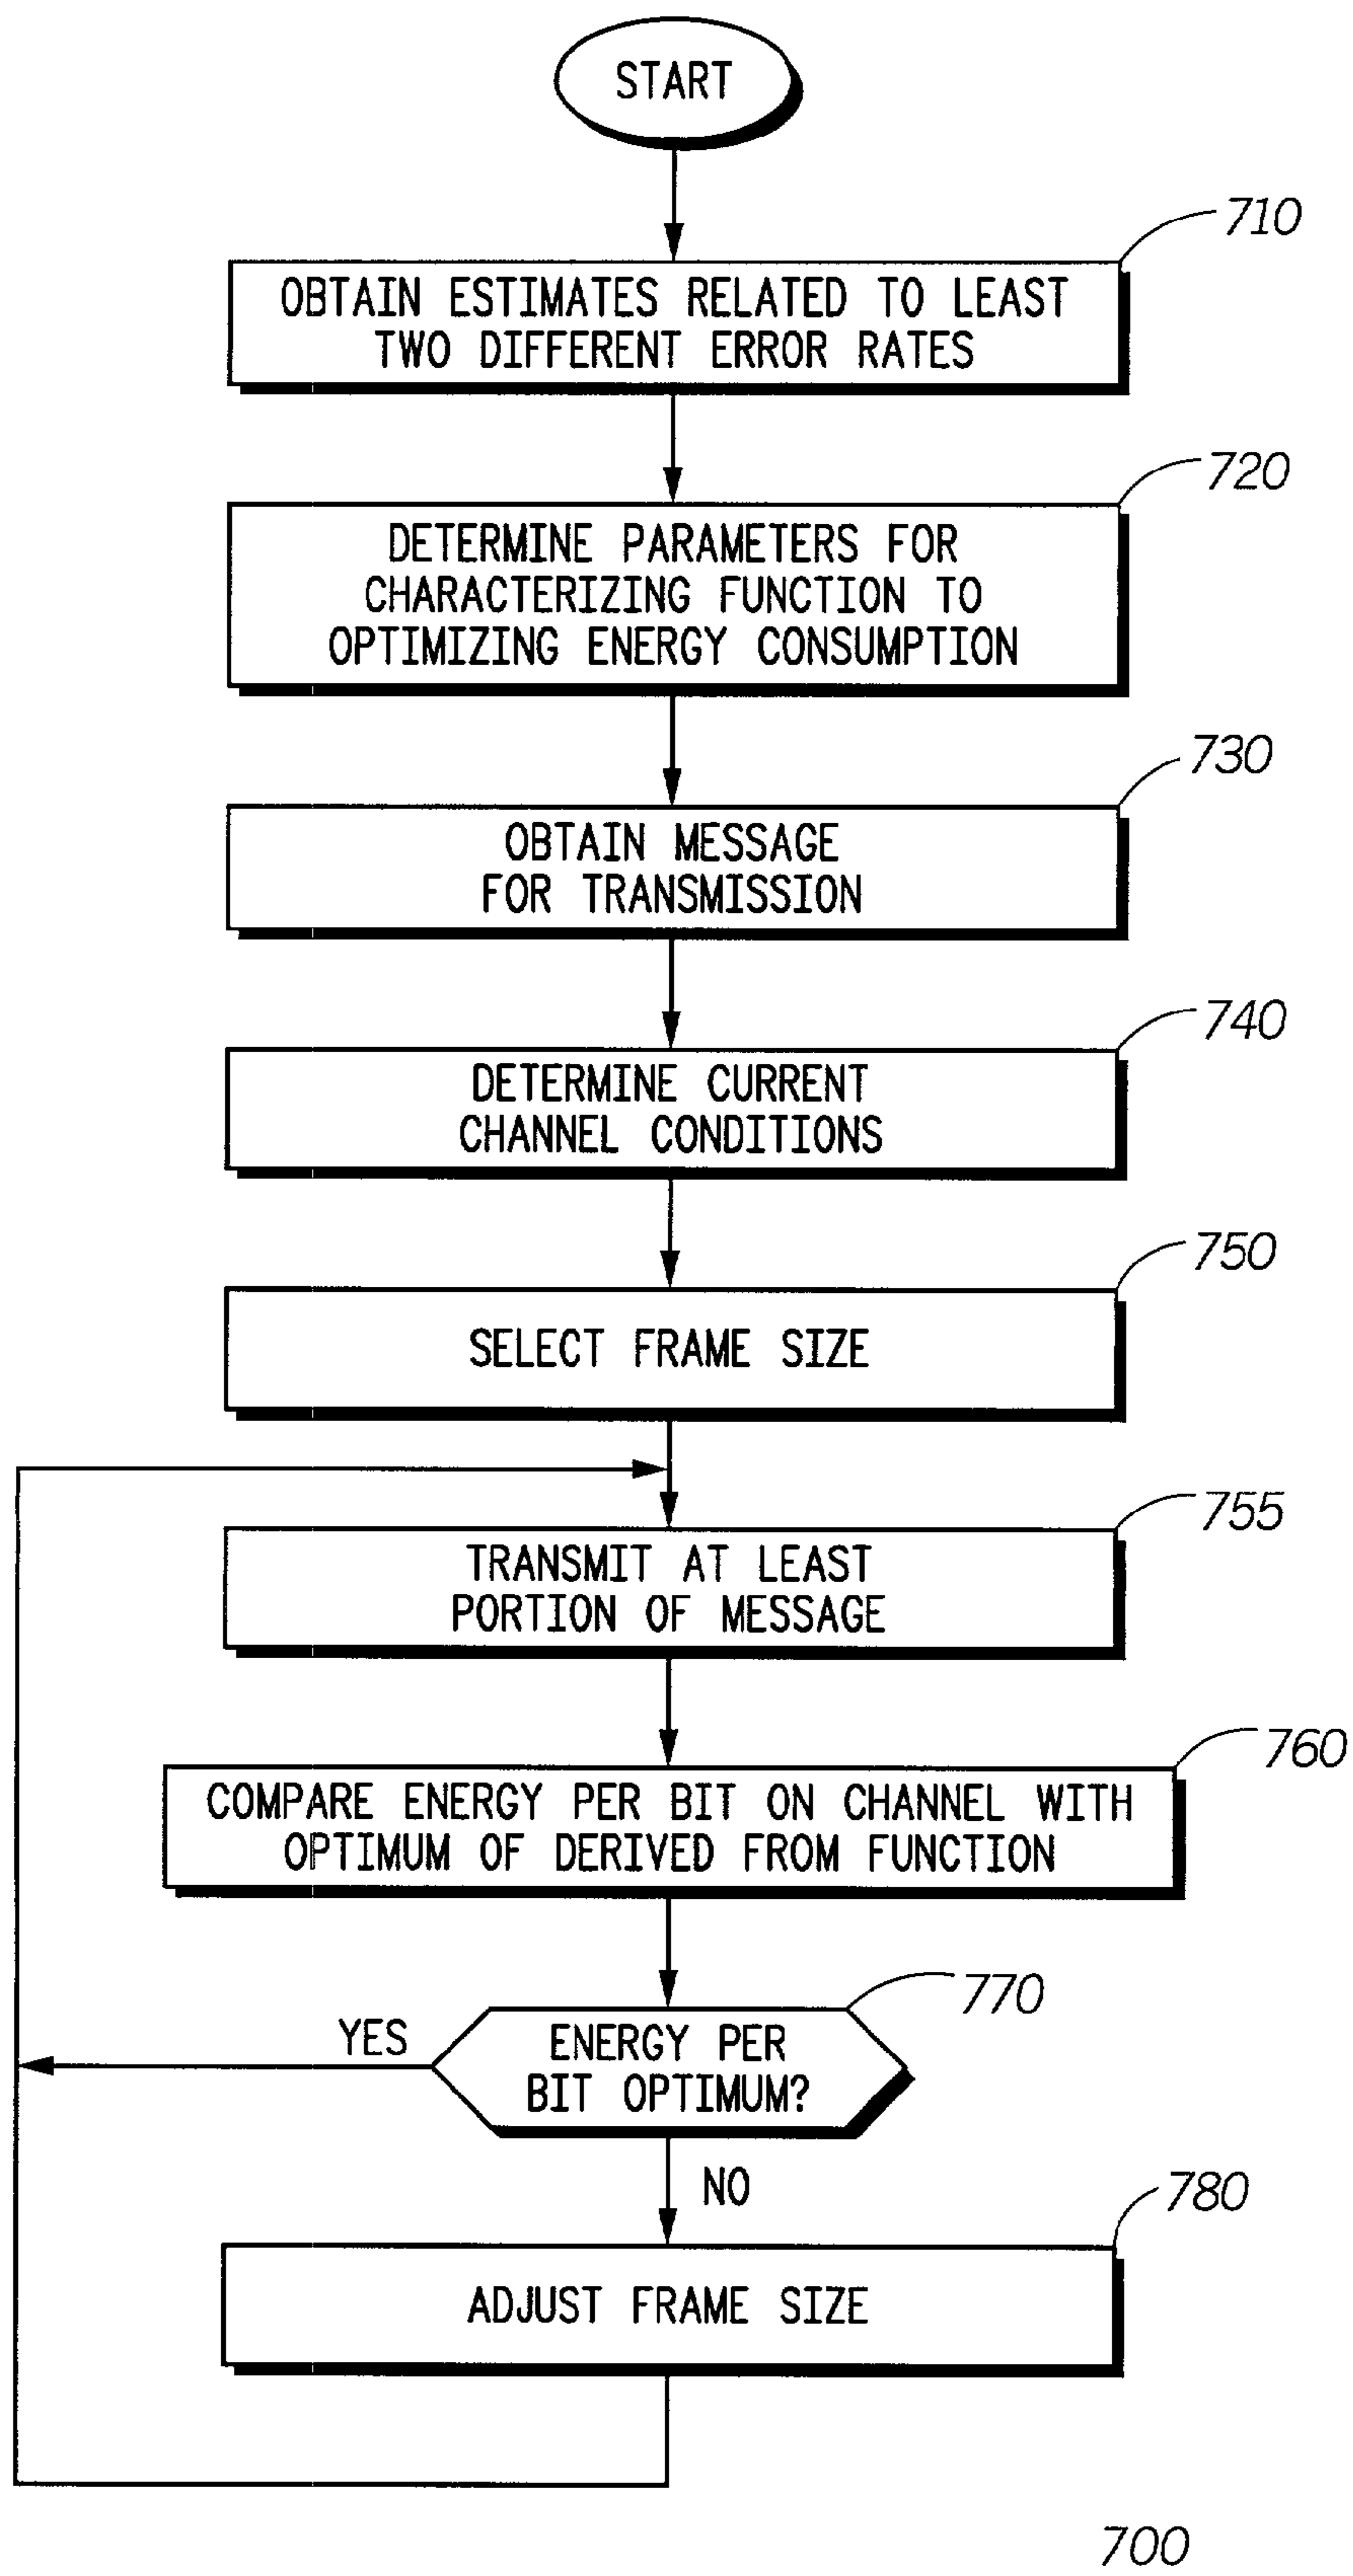 START
710
OBTAIN ESTIMATES RELATED TO LEAST
TWO DIFFERENT ERROR RATES
720
DETERMINE PARAMETERS FOR
CHARACTERIZING FUNCTION TO
OPTIMIZING ENERGY CONSUMPTION
730
OBTAIN MESSAGE
FOR TRANSMISSION
740
DETERMINE CURRENT
CHANNEL CONDITIONS
750
SELECT FRAME SIZE
755
TRANSMIT AT LEAST
PORTION OF MESSAGE
760
COMPARE ENERGY PER BIT ON CHANNEL WITH
OPTIMUM OF DERIVED FROM FUNCTION
770
YES
ENERGY PER
BIT OPTIMUM?
NO
780
ADJUST FRAME SIZE
700